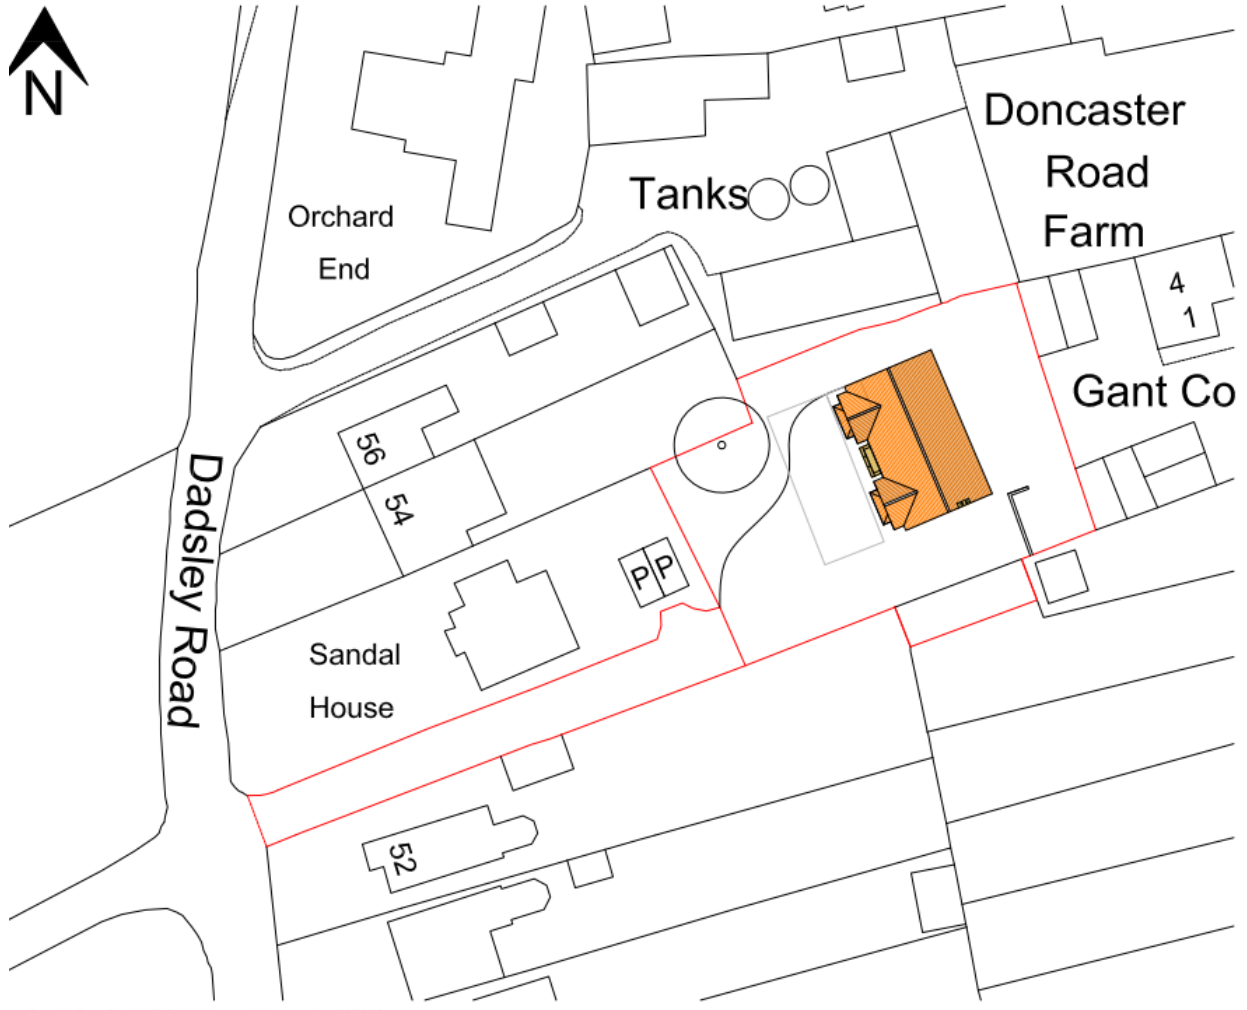 N
Doncaster
Road
Farm
Tanks
Orchard
End
4
1
Gant Co
56
54
Dadsley Road
P P
Sandal
House
52